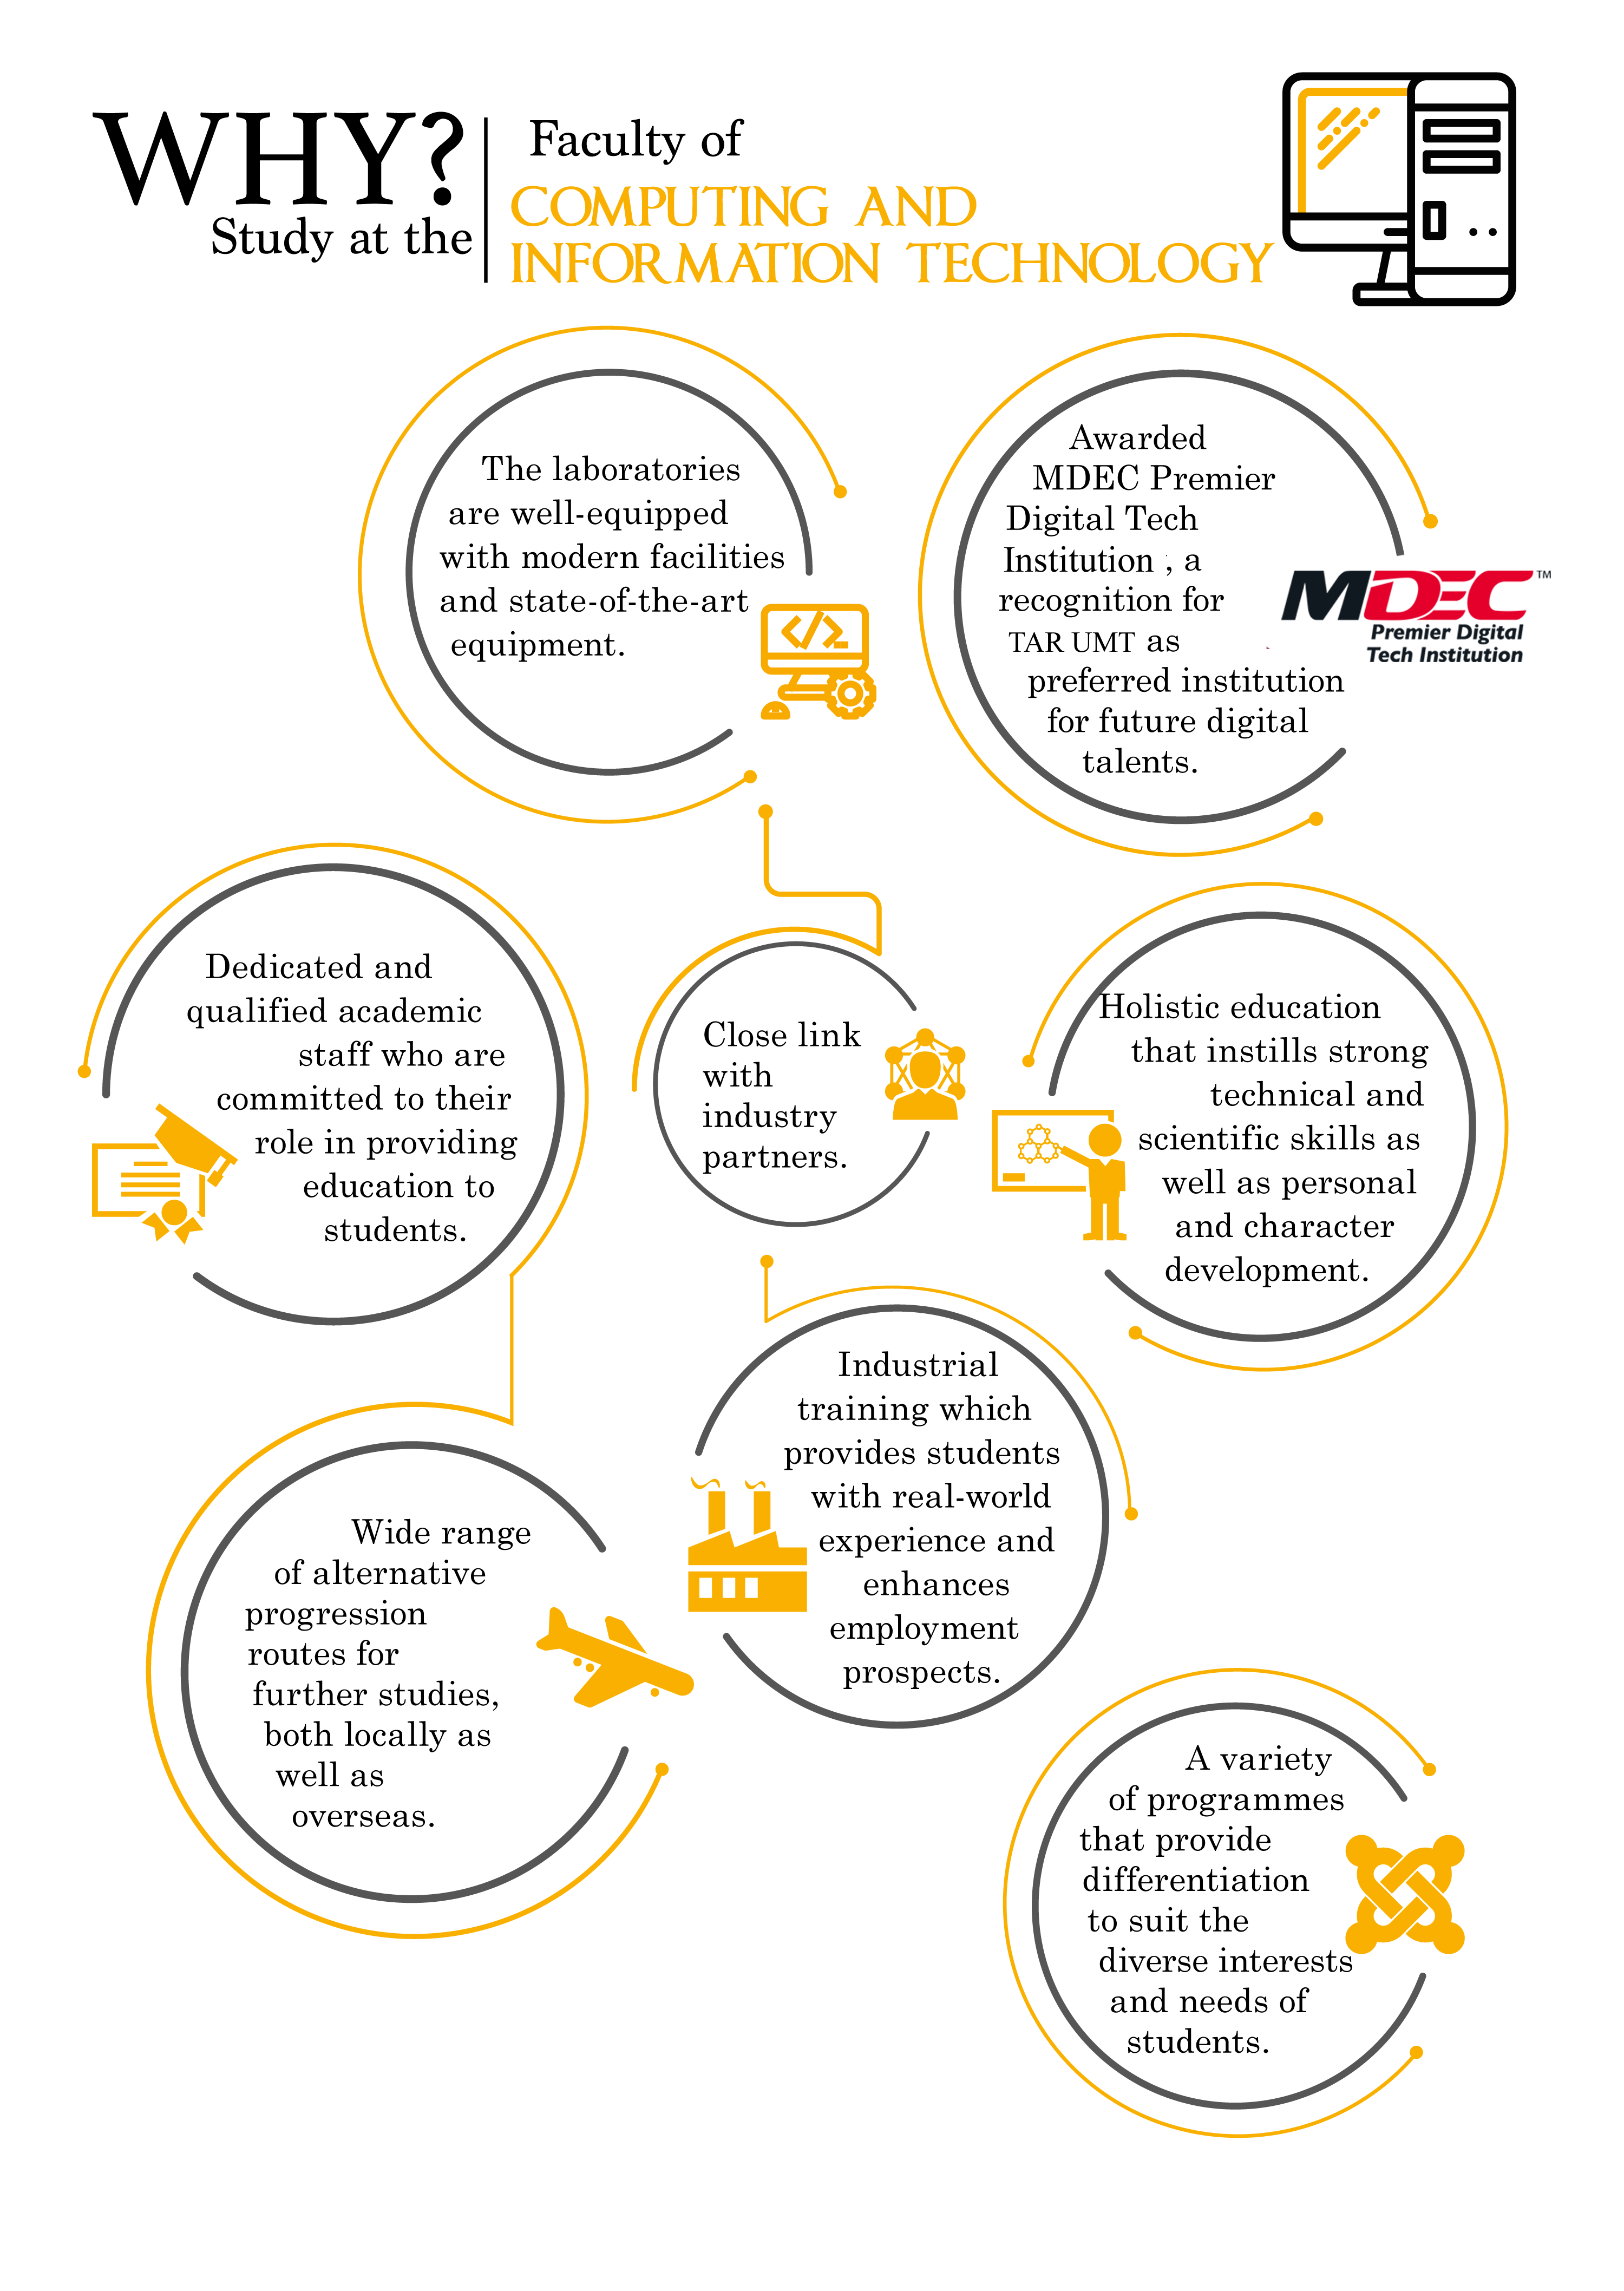 WHY?
Study at the
Faculty of
COMPUTING AND
INFORMATION TECHNOLOGY
The laboratories
are well-equipped
with modern facilities
and state-of-the-art
equipment.
Awarded
MDEC Premier
Digital Tech
Institution , a
recognition for
TAR UMT as
preferred institution
for future digital
talents.
MDEC™
Premier Digital
Tech Institution
Dedicated and
qualified academic
staff who are
committed to their
role in providing
education to
students.
Close link
with
industry
partners.
Holistic education
that instills strong
technical and
scientific skills as
well as personal
and character
development.
Industrial
training which
provides students
with real-world
experience and
enhances
employment
prospects.
Wide range
of alternative
progression
routes for
further studies,
both locally as
well as
overseas.
A variety
of programmes
that provide
differentiation
to suit the
diverse interests
and needs of
students.